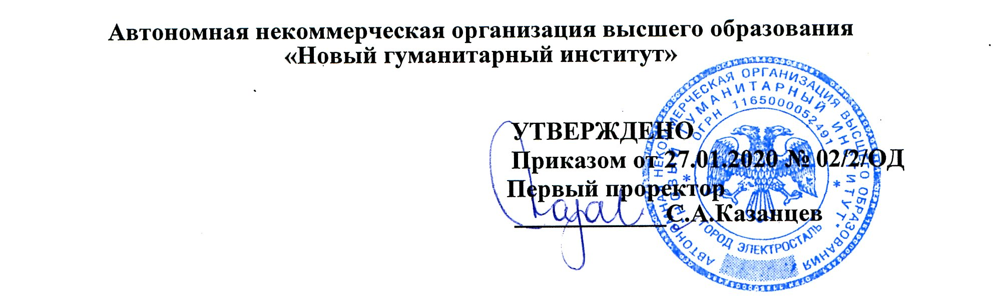 Автономная некоммерческая организация высшего образования
«Новый гуманитарный институт»
УТВЕРЖДЕНО
Приказом от 27.01.2020 № 02/2/ОД
Первый проректор
С.А.Казанцев
АВТОНОМНАЯ НЕКОММЕРЧЕСКАЯ ОРГАНИЗАЦИЯ ВЫСШЕГО ОБРАЗОВАНИЯ
"НОВЫЙ ГУМАНИТАРНЫЙ ИНСТИТУТ"
ОГРН 1165000052491
* ГОРОД ЭЛЕКТРОСТАЛЬ *